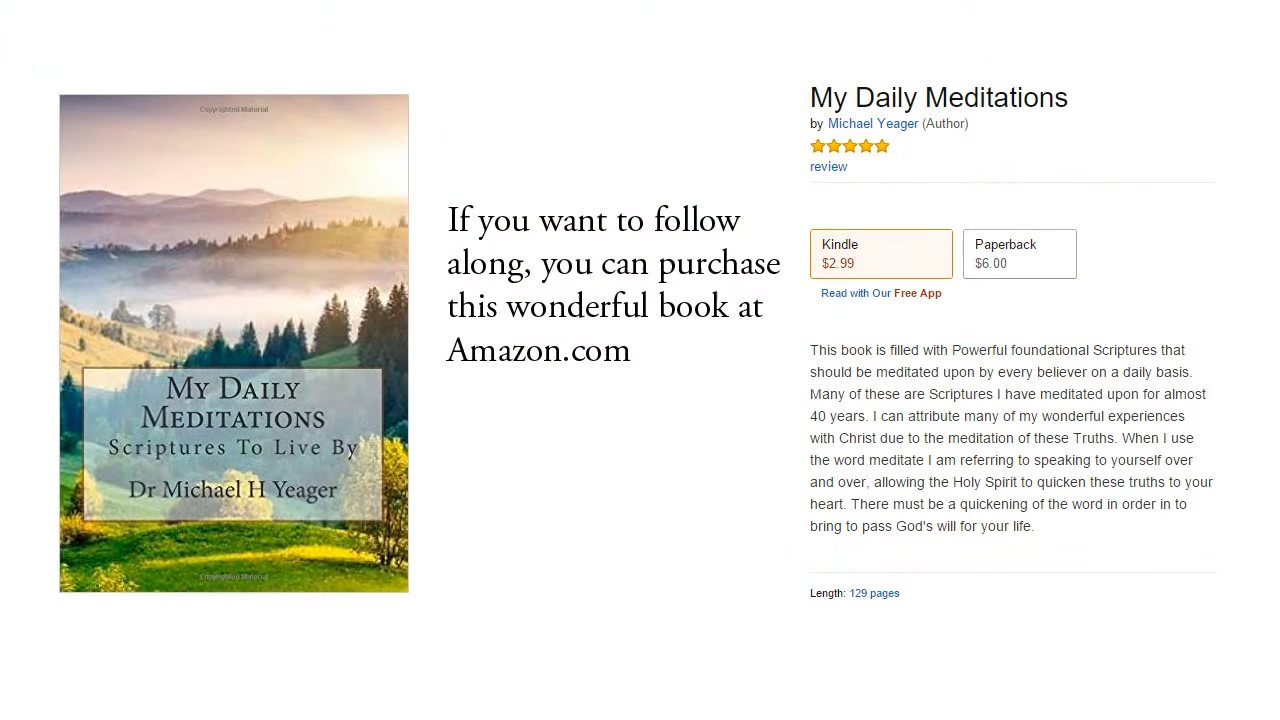 Copyrighted Material
My Daily
Meditations
Scriptures To Live By
Dr Michael H Yeager
Copyrighted Material
If you want to follow
along, you can purchase
this wonderful book at
Amazon.com
My Daily Meditations
by Michael Yeager (Author)
review
Kindle
$2.99
Paperback
$6.00
Read with Our Free App
This book is filled with Powerful foundational Scriptures that
should be meditated upon by every believer on a daily basis.
Many of these are Scriptures I have meditated upon for almost
40 years. I can attribute many of my wonderful experiences
with Christ due to the meditation of these Truths. When I use
the word meditate I am referring to speaking to yourself over
and over, allowing the Holy Spirit to quicken these truths to your
heart. There must be a quickening of the word in order in to
bring to pass God's will for your life.
Length: 129 pages